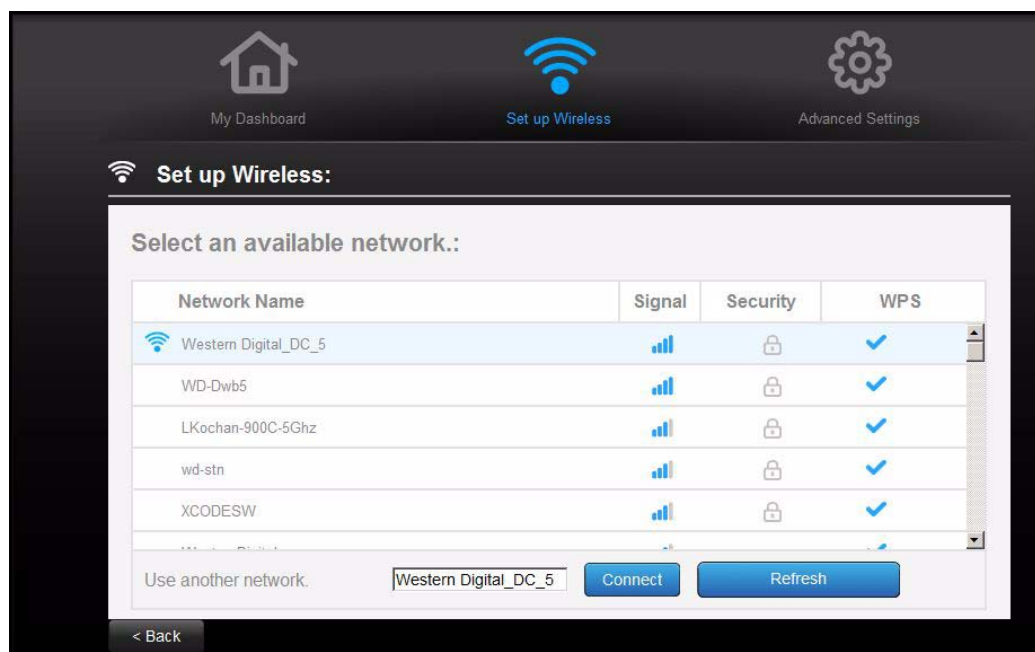 My Dashboard
Set up Wireless
Advanced Settings
Set up Wireless:
Select an available network.:
Network Name Signal Security WPS
Western Digital_DC_5
WD-Dwb5
LKochan-900C-5Ghz
wd-stn
XCODESW
Use another network. Western Digital_DC_5 Connect Refresh
< Back